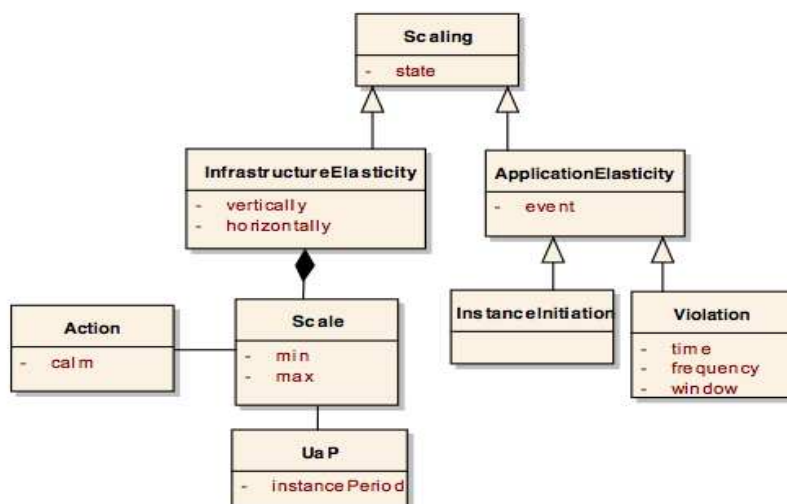 Scaling
- state
InfrastructureElasticity
- vertically
- horizontally
ApplicationElasticity
- event
InstanceInitiation
Violation
- time
- frequency
- window
Action
- calm
Scale
- min
- max
UaP
- instancePeriod